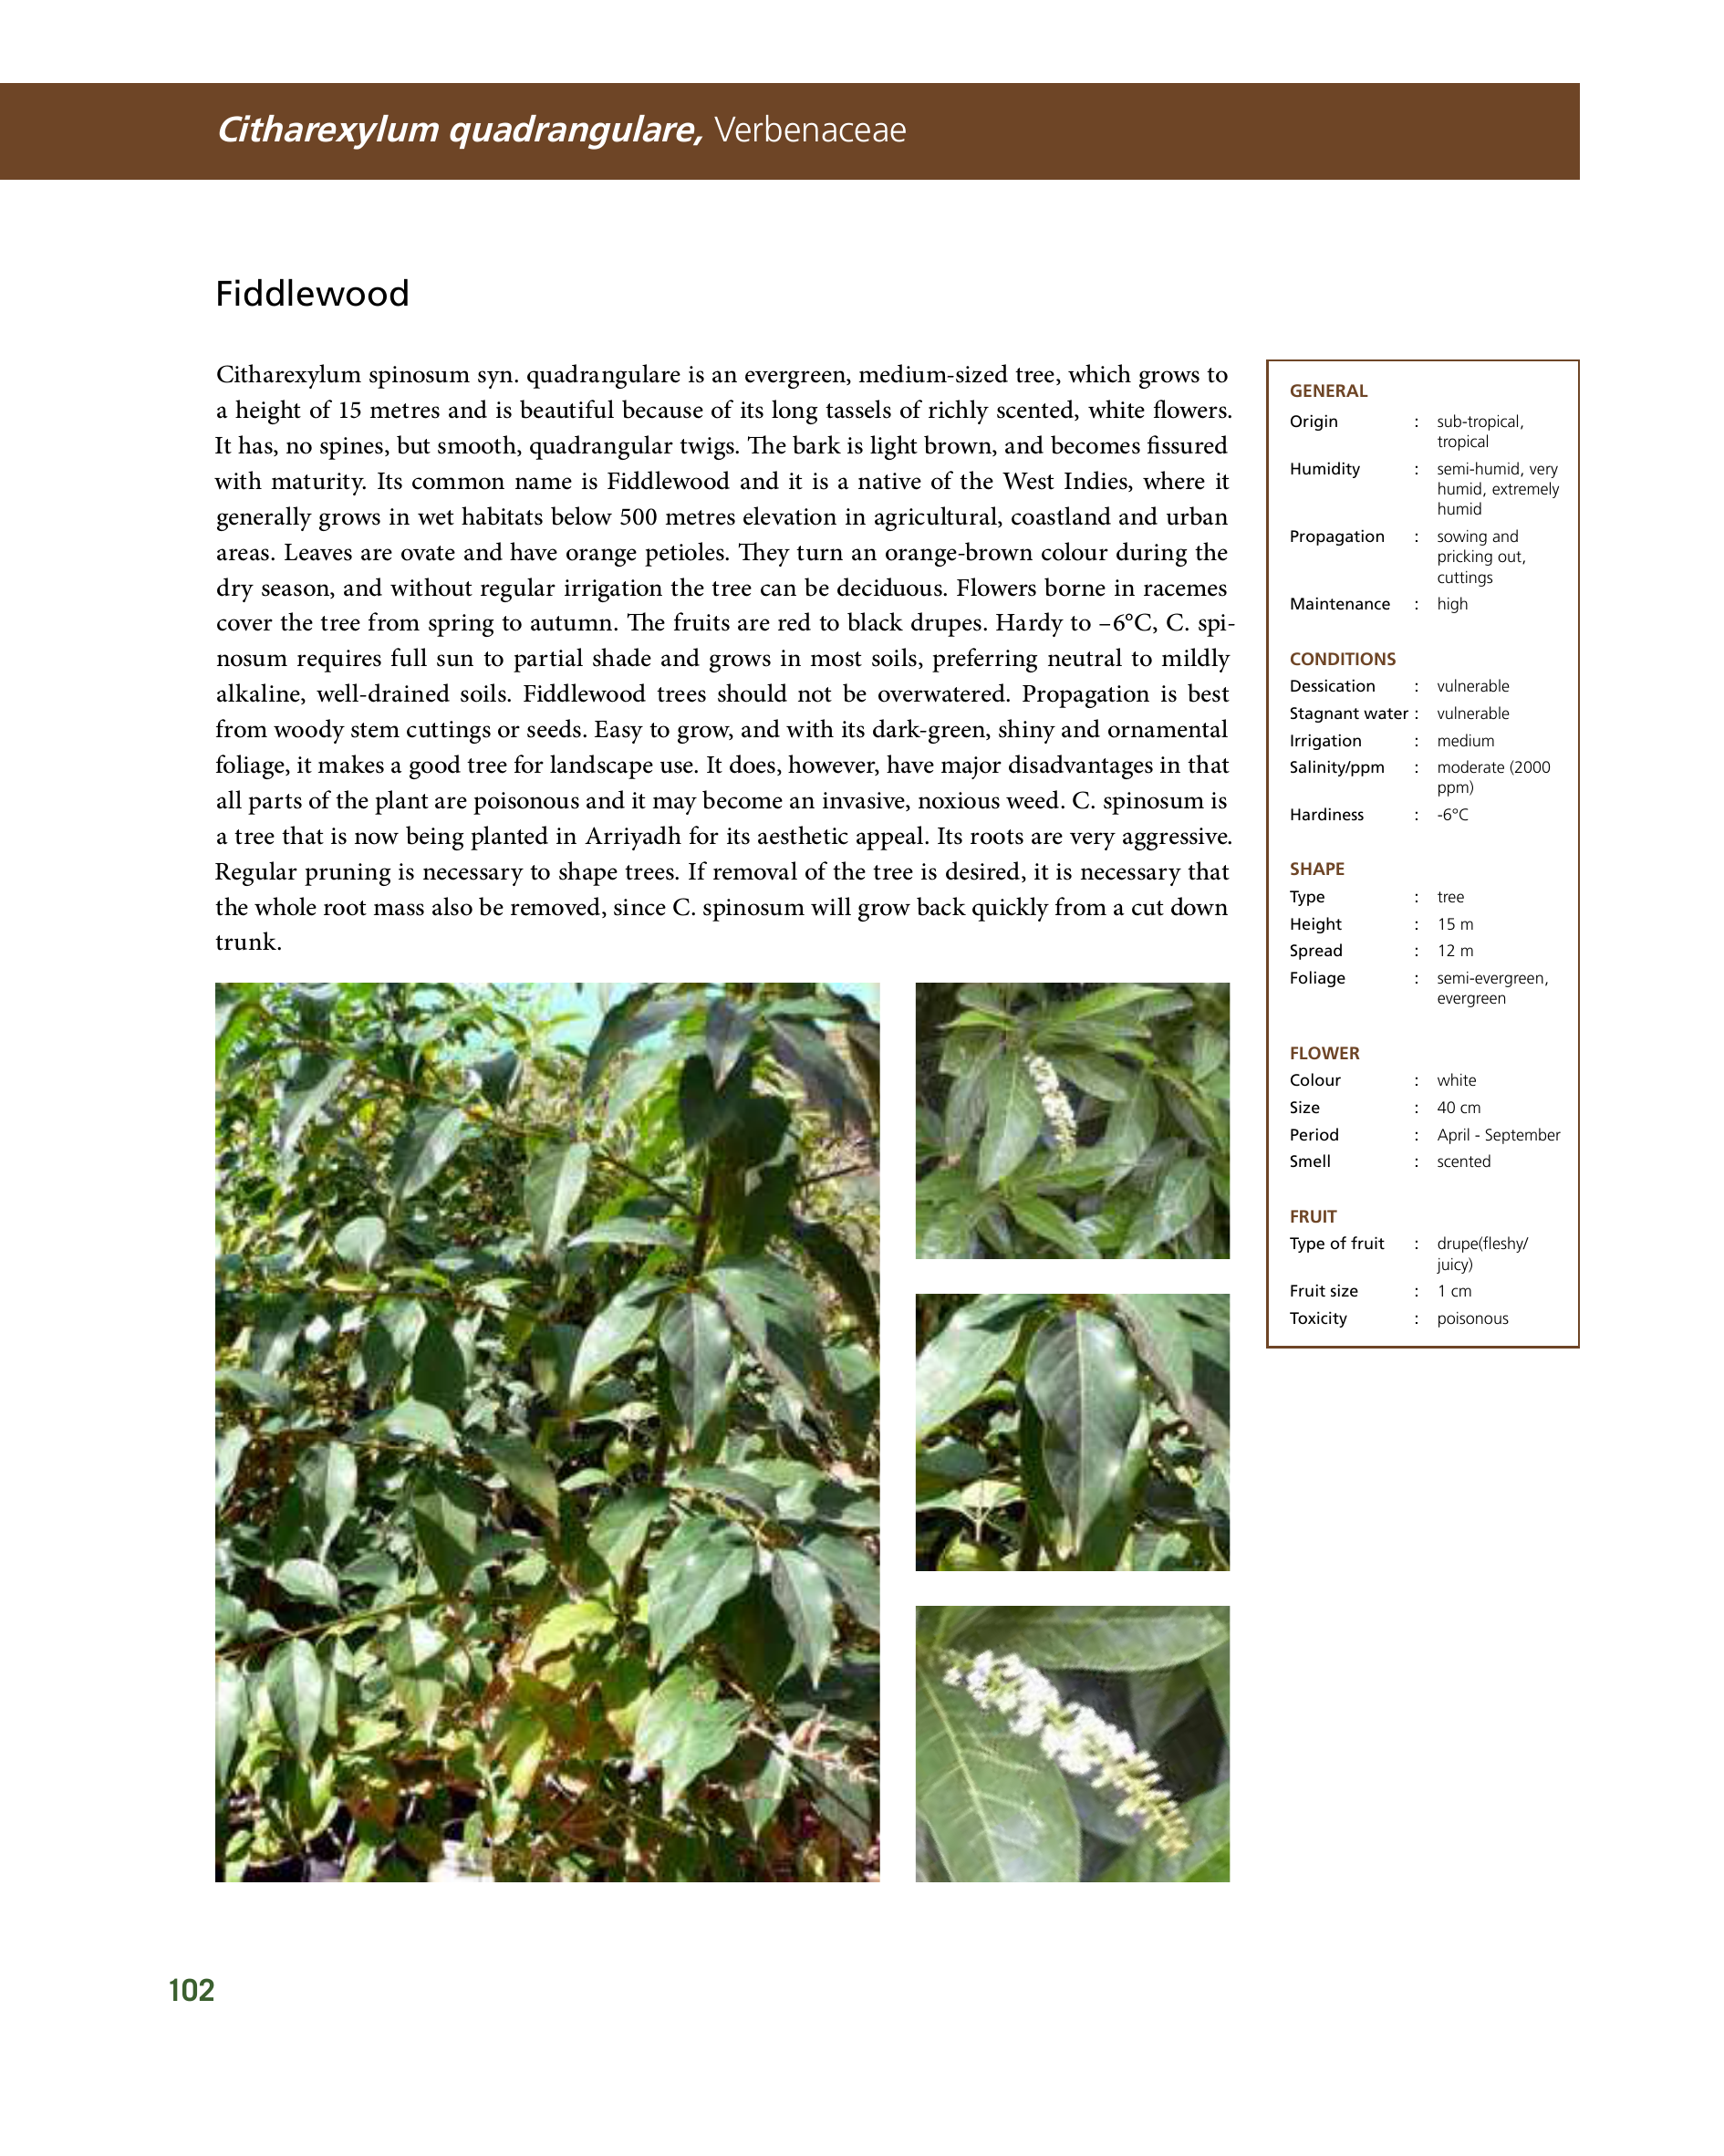 Citharexylum quadrangulare, Verbenaceae
Fiddlewood
Citharexylum spinosum syn. quadrangulare is an evergreen, medium-sized tree, which grows to
a height of 15 metres and is beautiful because of its long tassels of richly scented, white flowers.
It has, no spines, but smooth, quadrangular twigs. The bark is light brown, and becomes fissured
with maturity. Its common name is Fiddlewood and it is a native of the West Indies, where it
generally grows in wet habitats below 500 metres elevation in agricultural, coastland and urban
areas. Leaves are ovate and have orange petioles. They turn an orange-brown colour during the
dry season, and without regular irrigation the tree can be deciduous. Flowers borne in racemes
cover the tree from spring to autumn. The fruits are red to black drupes. Hardy to –6°C, C. spi-
nosum requires full sun to partial shade and grows in most soils, preferring neutral to mildly
alkaline, well-drained soils. Fiddlewood trees should not be overwatered. Propagation is best
from woody stem cuttings or seeds. Easy to grow, and with its dark-green, shiny and ornamental
foliage, it makes a good tree for landscape use. It does, however, have major disadvantages in that
all parts of the plant are poisonous and it may become an invasive, noxious weed. C. spinosum is
a tree that is now being planted in Arriyadh for its aesthetic appeal. Its roots are very aggressive.
Regular pruning is necessary to shape trees. If removal of the tree is desired, it is necessary that
the whole root mass also be removed, since C. spinosum will grow back quickly from a cut down
trunk.
GENERAL
Origin : sub-tropical,
tropical
Humidity : semi-humid, very
humid, extremely
humid
Propagation : sowing and
pricking out,
cuttings
Maintenance : high
CONDITIONS
Dessication : vulnerable
Stagnant water : vulnerable
Irrigation : medium
Salinity/ppm : moderate (2000
ppm)
Hardiness : -6°C
SHAPE
Type : tree
Height : 15 m
Spread : 12 m
Foliage : semi-evergreen,
evergreen
FLOWER
Colour : white
Size : 40 cm
Period : April - September
Smell : scented
FRUIT
Type of fruit : drupe(fleshy/
juicy)
Fruit size : 1 cm
Toxicity : poisonous
102